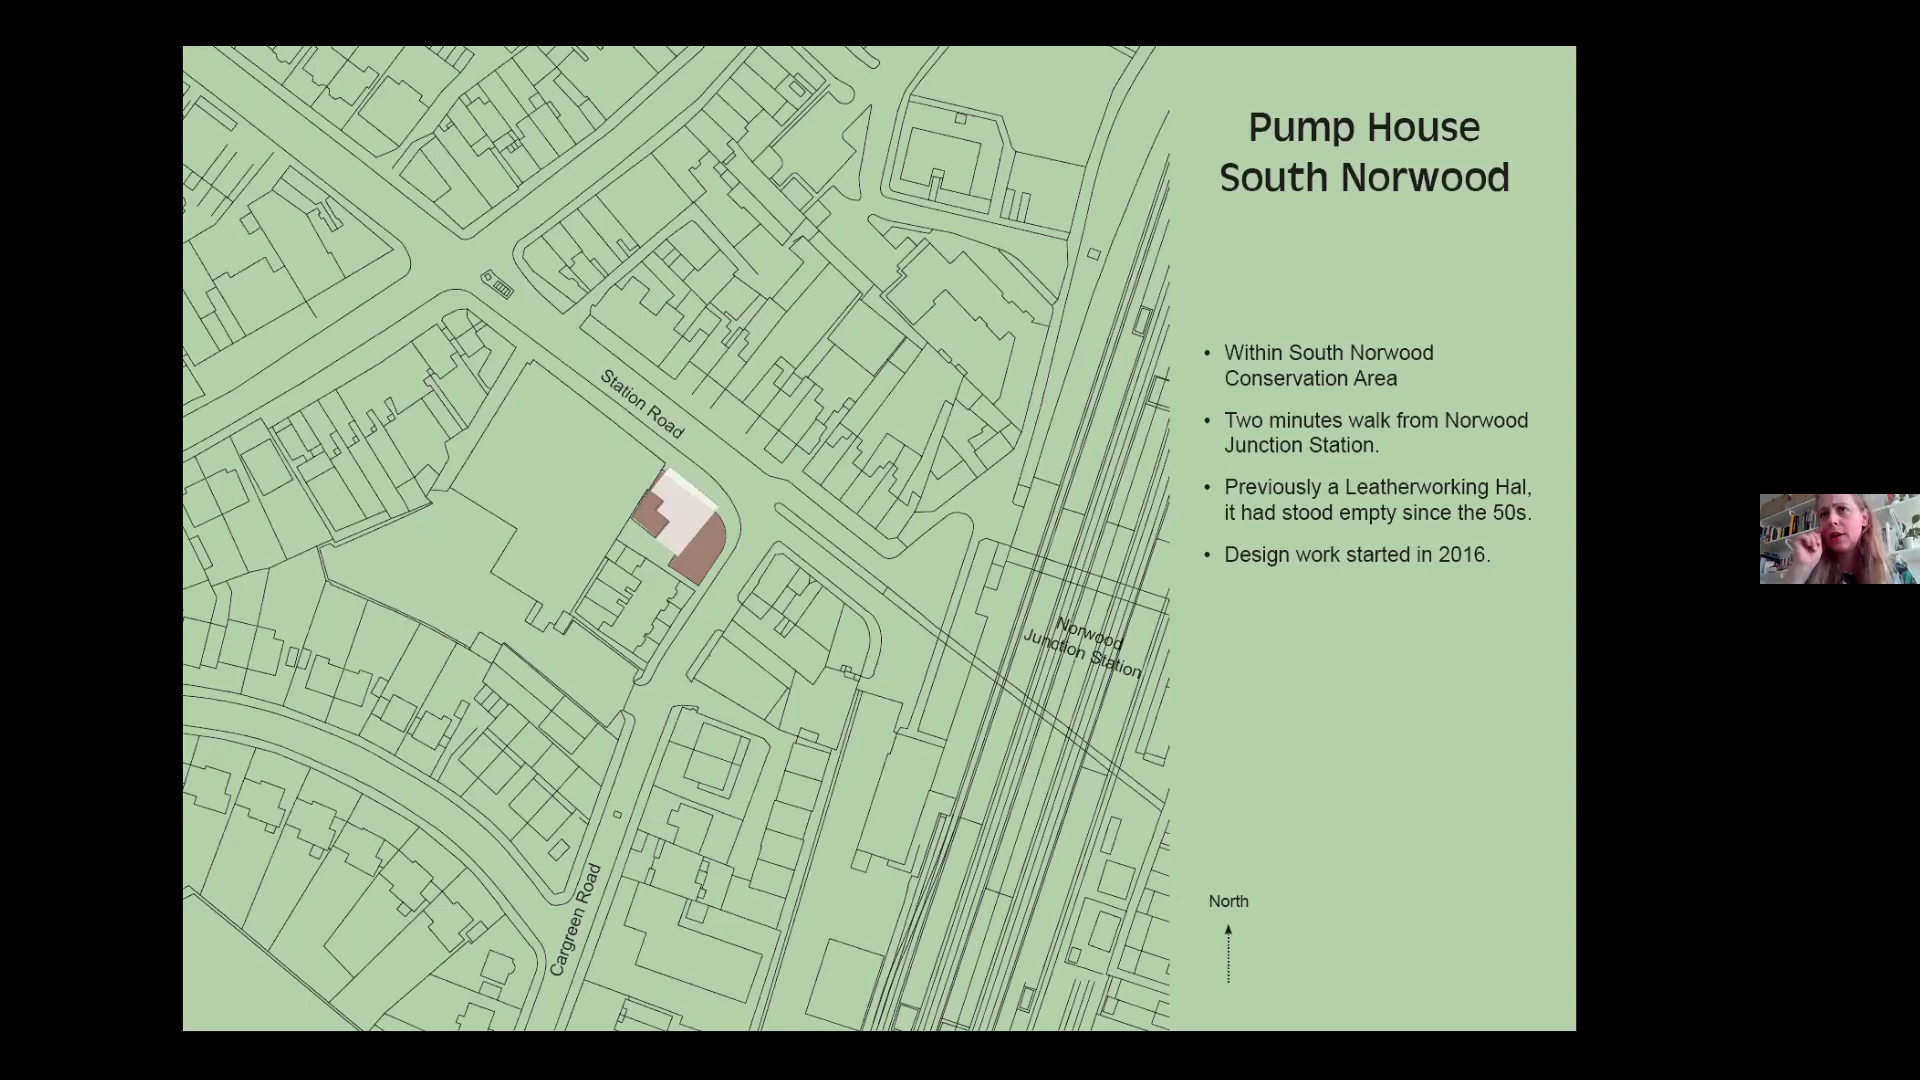 Pump House
South Norwood
• Within South Norwood
Conservation Area
• Two minutes walk from Norwood
Junction Station.
• Previously a Leatherworking Hal,
it had stood empty since the 50s.
• Design work started in 2016.
Station Road
Norwood
Junction Station
Cargreen Road
North